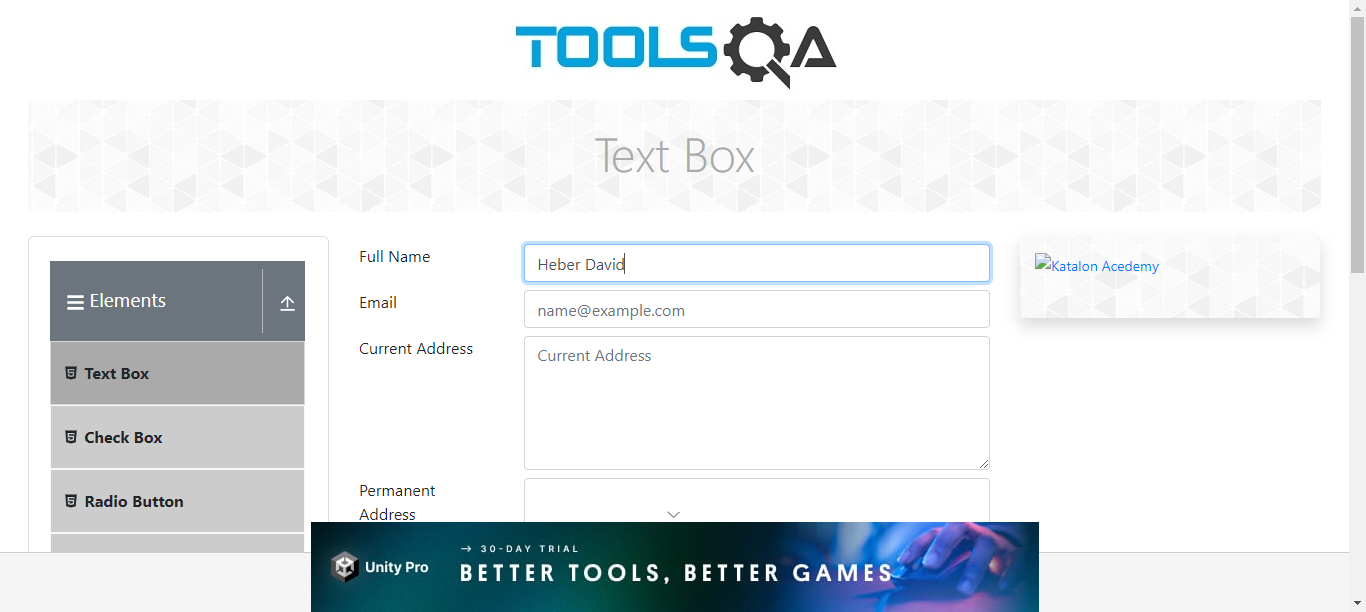 TOOLSQA
Text Box
Elements
Text Box
Check Box
Radio Button
Full Name
Heber David
Email
name@example.com
Current Address
Current Address
Permanent
Address
Katalon Acedemy
Unity Pro
→ 30-DAY TRIAL
BETTER TOOLS, BETTER GAMES